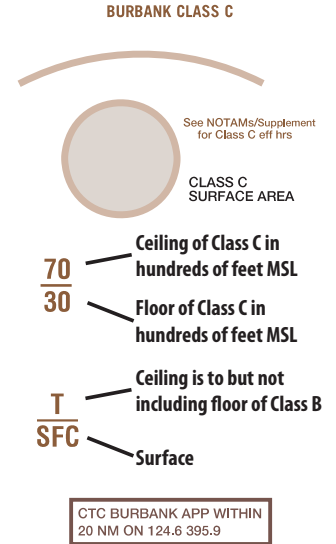 BURBANK CLASS C
See NOTAMs/Supplement
for Class C eff hrs
CLASS C
SURFACE AREA
70
30
Ceiling of Class C in
hundreds of feet MSL
Floor of Class C in
hundreds of feet MSL
T
SFC
Ceiling is to but not
including floor of Class B
Surface
CTC BURBANK APP WITHIN
20 NM ON 124.6 395.9